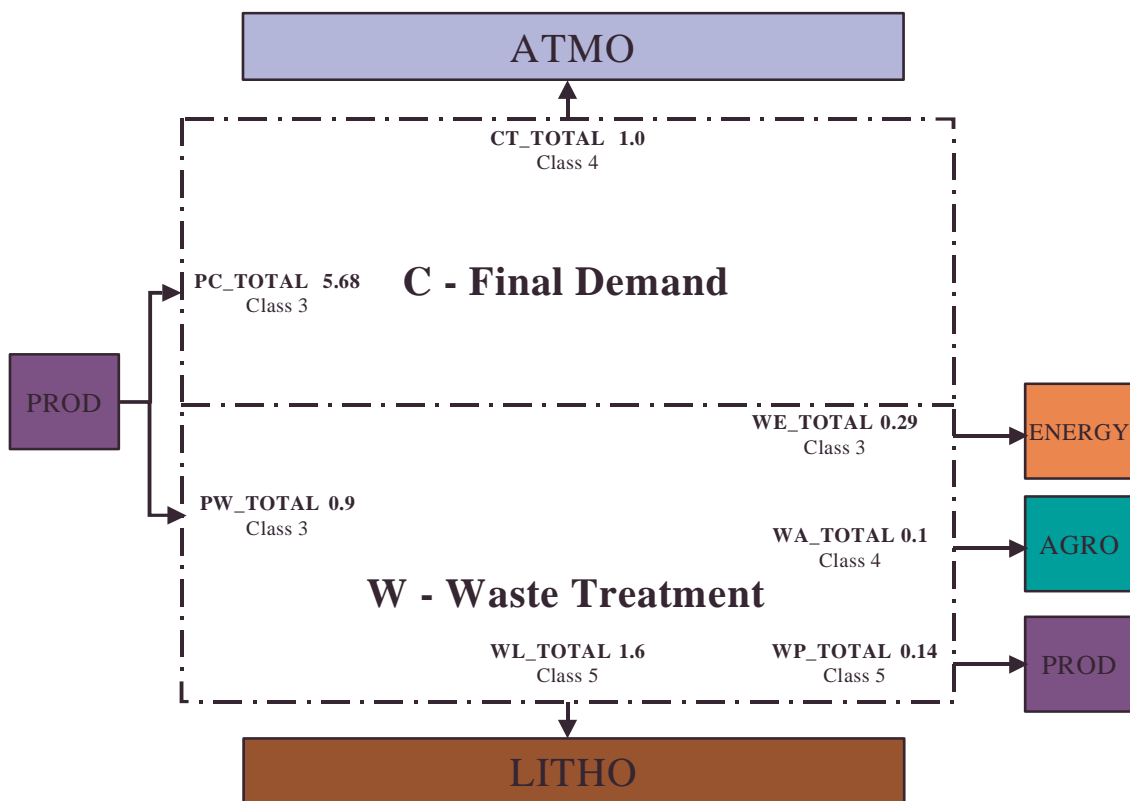 ATMO
CT_TOTAL 1.0
Class 4
PC_TOTAL 5.68
Class 3
C - Final Demand
PROD
WE_TOTAL 0.29
Class 3
ENERGY
PW_TOTAL 0.9
Class 3
WA_TOTAL 0.1
Class 4
AGRO
W - Waste Treatment
WL_TOTAL 1.6
Class 5
WP_TOTAL 0.14
Class 5
PROD
LITHO